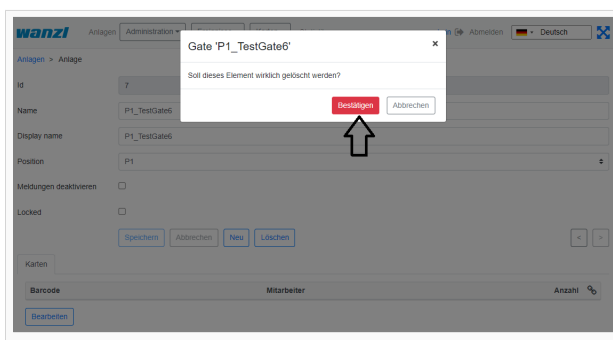 wanzl Anlagen Administration Abmelden Deutsch
Gate 'P1_TestGate6' ×
Anlagen > Anlage
Soll dieses Element wirklich gelöscht werden?
Id 7
Bestätigen Abbrechen
Name P1_TestGate6
Display name P1_TestGate6
Position P1
Meldungen deaktivieren
Locked
Speichern Abbrechen Neu Löschen < >
Karten
Barcode Mitarbeiter Anzahl
Bearbeiten